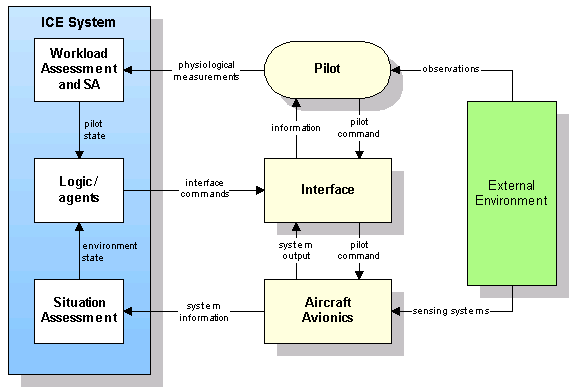 ICE System
Workload
Assessment
and SA
physiological
measurements
Pilot
observations
pilot
state
information
pilot
command
Logic/
agents
interface
commands
Interface
External
Environment
environment
state
system
output
pilot
command
Situation
Assessment
system
information
Aircraft
Avionics
sensing systems